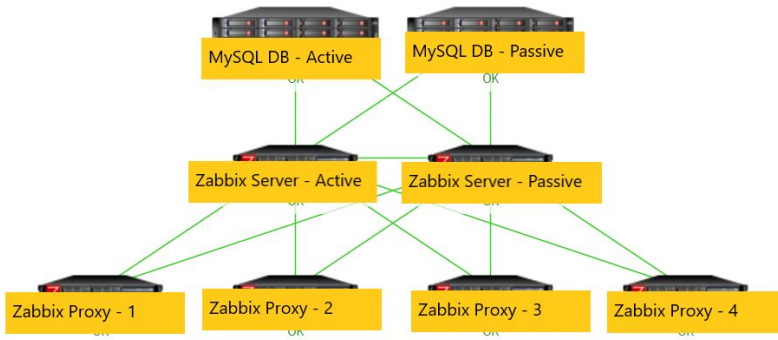 MySQL DB - Active
MySQL DB - Passive
OK
OK
Zabbix Server - Active
Zabbix Server - Passive
Zabbix Proxy - 1
Zabbix Proxy - 2
Zabbix Proxy - 3
Zabbix Proxy - 4